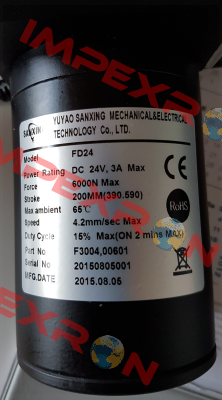 IMPEXPRON
SANXING
YUYAO SANXING MECHANICAL&ELECTRICAL
TECHNOLOGY Co., LTD.
Model FD24
Power Rating DC 24V, 3A Max
Force 6000N Max
Stroke 200MM(390.590)
Max ambient 65℃
Speed 4.2mm/sec Max
Duty Cycle 15% Max(ON 2 mins Max)
Part No F3004,00601
Serial No 20150805001
MFG.DATE 2015.08.05
CE
RoHS
IMPEXRON